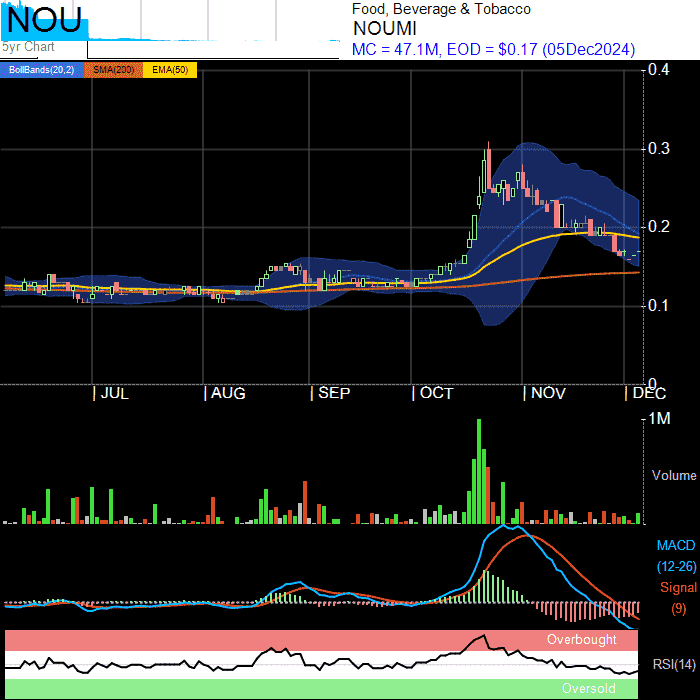 NOU
5yr Chart
Food, Beverage & Tobacco
NOUMI
MC = 47.1M, EOD = $0.17 (05Dec2024)
BollBands(20,2) SMA(200) EMA(50)
0.4
0.3
0.2
0.1
0
JUL AUG SEP OCT NOV DEC
1M
Volume
MACD
(12-26)
Signal
(9)
Overbought
RSI(14)
Oversold